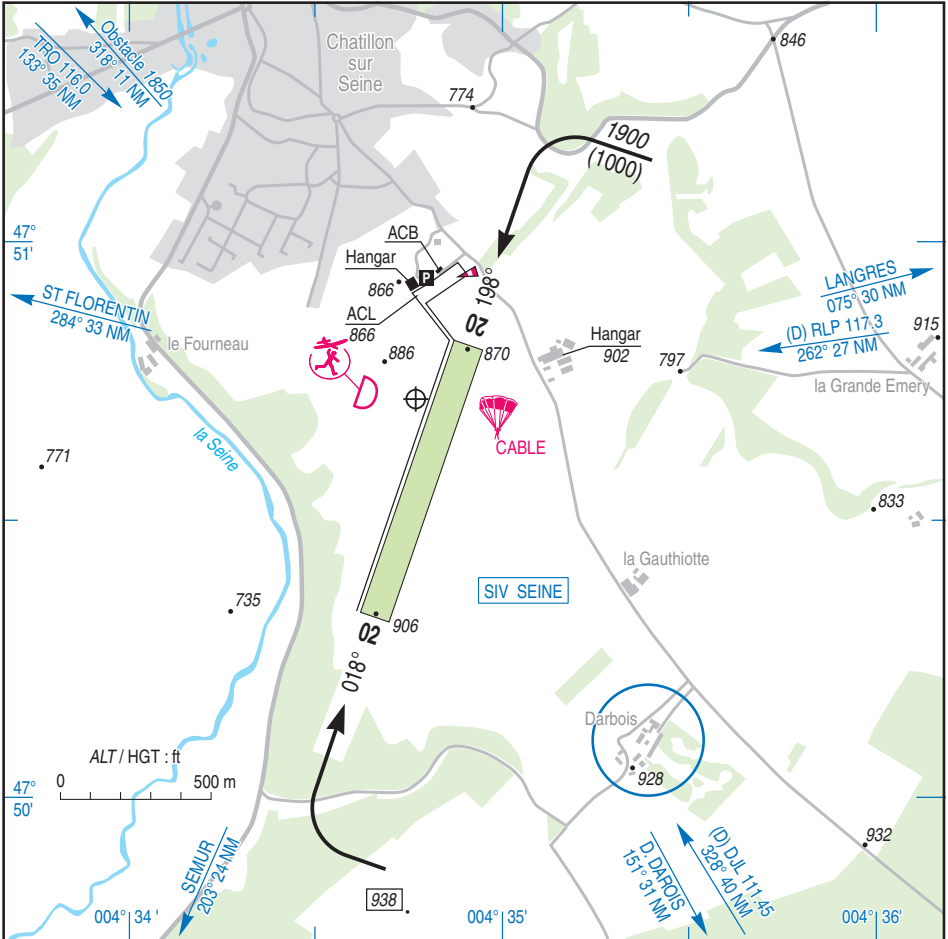 Obstacle 1850
318° 11 NM
TRO 116.0
133° 35 NM
Chatillon
sur
Seine
774
846
1900
(1000)
47°
51'
ACB
Hangar
P
866
ACL
866
198°
20
870
886
ST FLORENTIN
284° 33 NM
le Fourneau
LANGRES
075° 30 NM
(D) RLP 117.3
262° 27 NM
915
Hangar
902
797
la Grande Emery
CABLE
la Seine
771
833
la Gauthiotte
SIV SEINE
735
906
02
018°
Darbois
928
ALT / HGT : ft
0
500 m
47°
50'
SEMUR
203° 24 NM
938
D. DAROIS
151° 31 NM
(D) DJL 111.45
328° 40 NM
932
004° 34 '
004° 35'
004° 36'